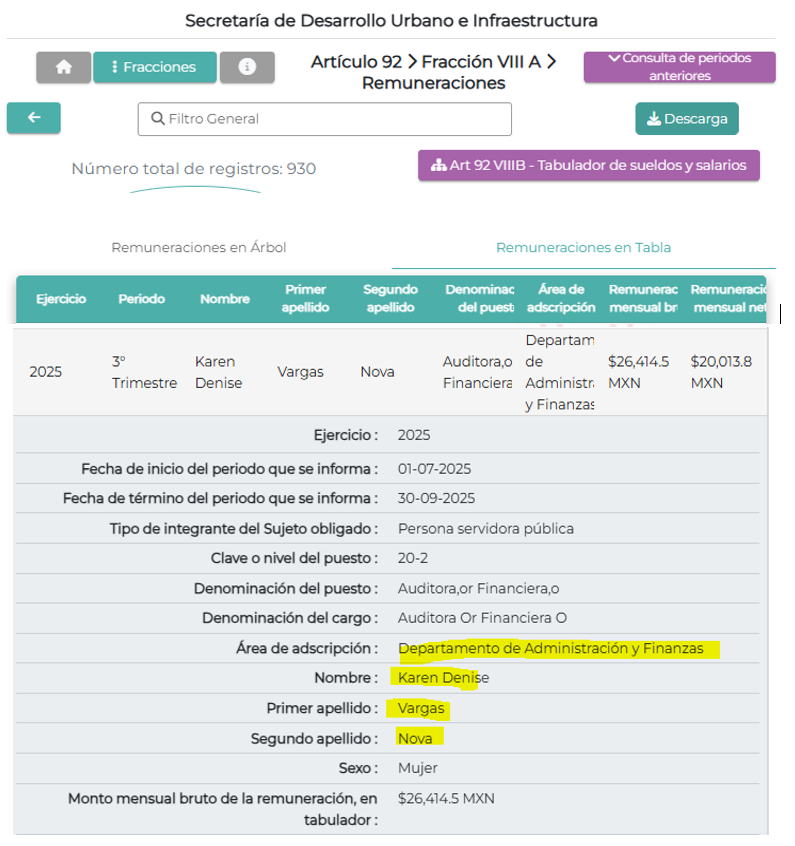 Secretaría de Desarrollo Urbano e Infraestructura
Fracciones
Artículo 92 > Fracción VIII A >
Remuneraciones
Consulta de periodos
anteriores
Filtro General
Descarga
Número total de registros: 930
Art 92 VIIIB - Tabulador de sueldos y salarios
Remuneraciones en Árbol
Remuneraciones en Tabla
Ejercicio
Periodo
Nombre
Primer
apellido
Segundo
apellido
Denominac
del puest
Área de
adscripción
Remunerac
mensual br
Remuneració
mensual net
2025
3°
Trimestre
Karen
Denise
Vargas
Nova
Auditora,o
Financiera
Departam
de
Administra
y Finanzas
$26,414.5
MXN
$20,013.8
MXN
Ejercicio : 2025
Fecha de inicio del periodo que se informa : 01-07-2025
Fecha de término del periodo que se informa : 30-09-2025
Tipo de integrante del Sujeto obligado : Persona servidora pública
Clave o nivel del puesto : 20-2
Denominación del puesto : Auditora,or Financiera,o
Denominación del cargo : Auditora Or Financiera O
Área de adscripción : Departamento de Administración y Finanzas
Nombre : Karen Denise
Primer apellido : Vargas
Segundo apellido : Nova
Sexo : Mujer
Monto mensual bruto de la remuneración, en
tabulador :
$26,414.5 MXN